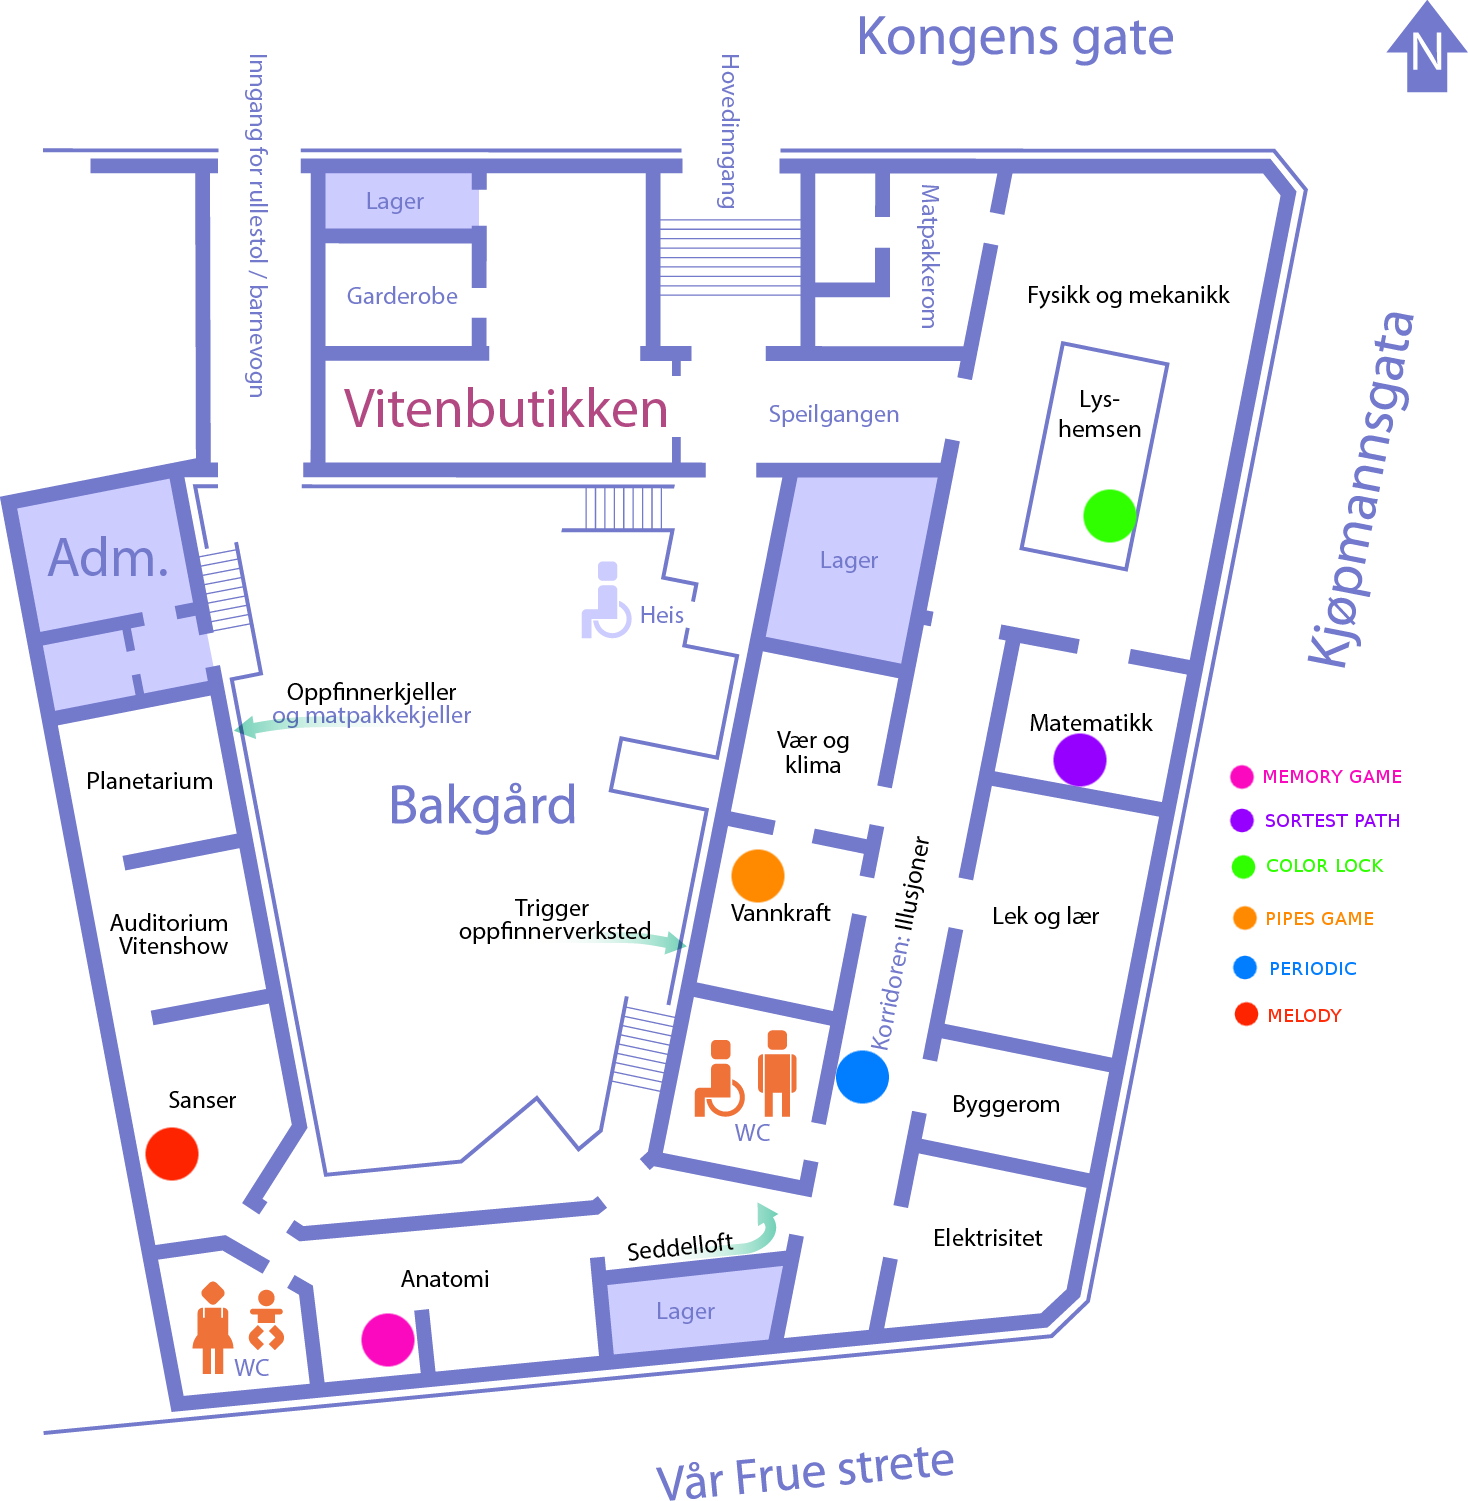 Kongens gate
N
Inngang for rullestol / barnevogn
Hovedinngang
Lager
Matpakkerom
Garderobe
Fysikk og mekanikk
Vitenbutikken
Speilgangen
Lys-
hemsen
Kjøpmannsgata
Adm.
Lager
Heis
Oppfinnerkjeller
og matpakkekjeller
Matematikk
Vær og
klima
Planetarium
Bakgård
MEMORY GAME
SORTEST PATH
COLOR LOCK
PIPES GAME
PERIODIC
MELODY
Korridoren: Illusjoner
Vannkraft
Lek og lær
Trigger
oppfinnerverksted
Auditorium
Vitenshow
Sanser
Byggerom
WC
Elektrisitet
Seddelloft
Anatomi
Lager
WC
Vår Frue strete